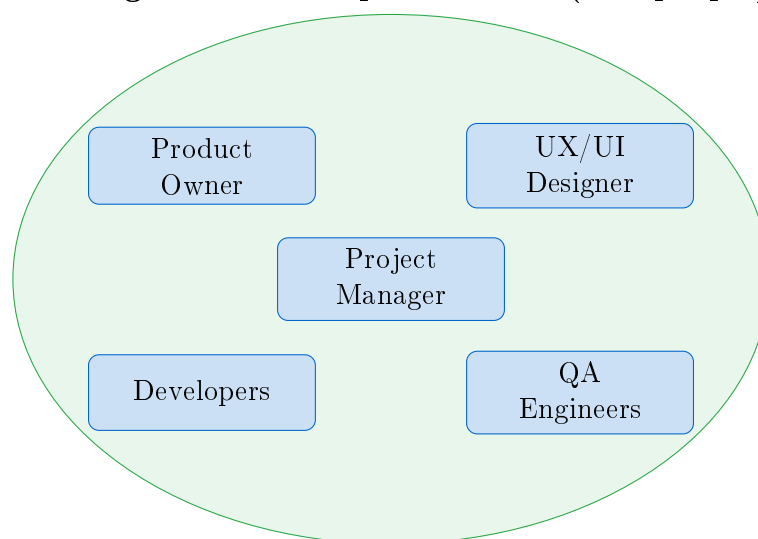 Product
Owner
UX/UI
Designer
Project
Manager
Developers
QA
Engineers